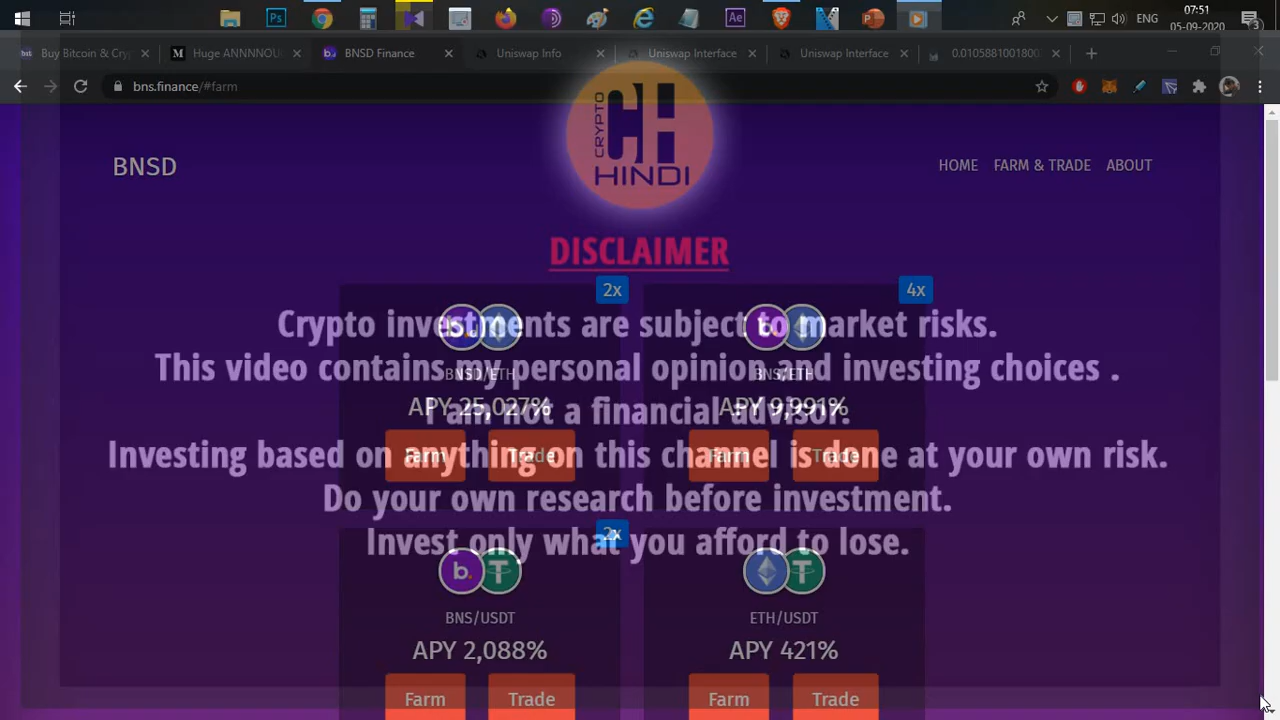 07:51
ENG
05-09-2020
3
Buy Bitcoin & Cryp
Huge ANNNNOU
BNSD Finance
Uniswap Info
Uniswap Interface
Uniswap Interface
0.0105881001800
bns.finance/#farm
CRYPTO
CH
HINDI
BNSD
HOME
FARM & TRADE
ABOUT
DISCLAIMER
2x
4x
Crypto investments are subject to market risks.
This video contains my personal opinion and investing choices .
BNSD/ETH
BNS/ETH
APY 25,027%
APY 9,991%
I am not a financial advisor.
Investing based on anything on this channel is done at your own risk.
Farm
Trade
Farm
Trade
Do your own research before investment.
2x
Invest only what you afford to lose.
BNS/USDT
ETH/USDT
APY 2,088%
APY 421%
Farm
Trade
Farm
Trade